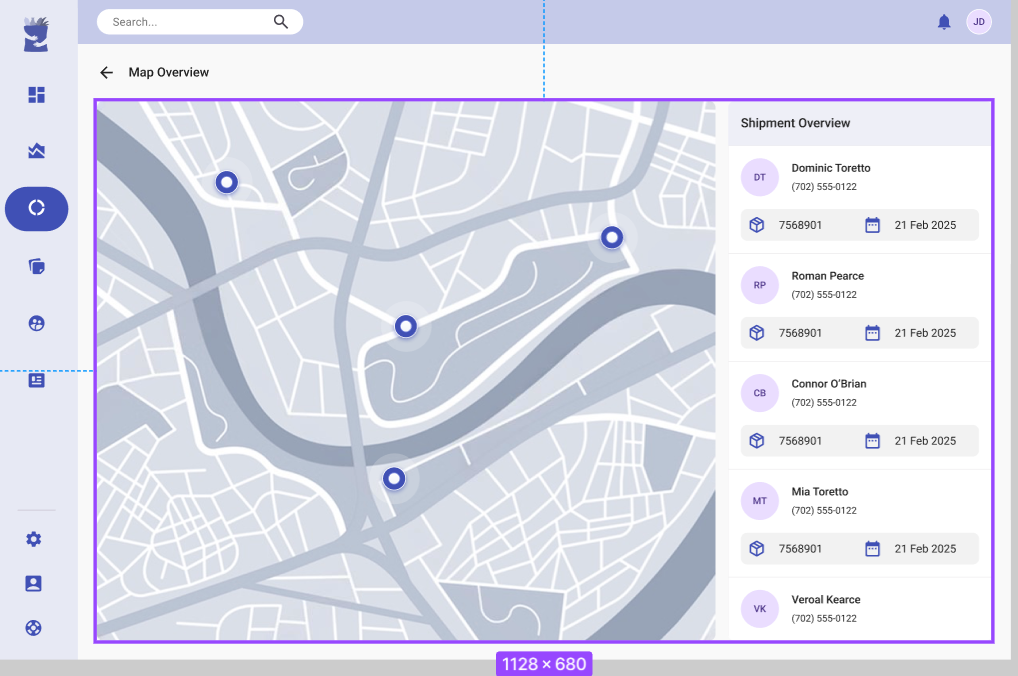 Search...
JD
Map Overview
Shipment Overview
DT
Dominic Toretto
(702) 555-0122
7568901
21 Feb 2025
RP
Roman Pearce
(702) 555-0122
7568901
21 Feb 2025
CB
Connor O’Brian
(702) 555-0122
7568901
21 Feb 2025
MT
Mia Toretto
(702) 555-0122
7568901
21 Feb 2025
VK
Veroal Kearce
(702) 555-0122
1128 × 680